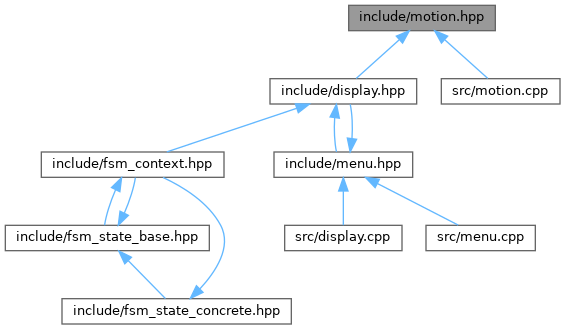 include/motion.hpp
include/display.hpp
src/motion.cpp
include/fsm_context.hpp
include/menu.hpp
include/fsm_state_base.hpp
src/display.cpp
src/menu.cpp
include/fsm_state_concrete.hpp